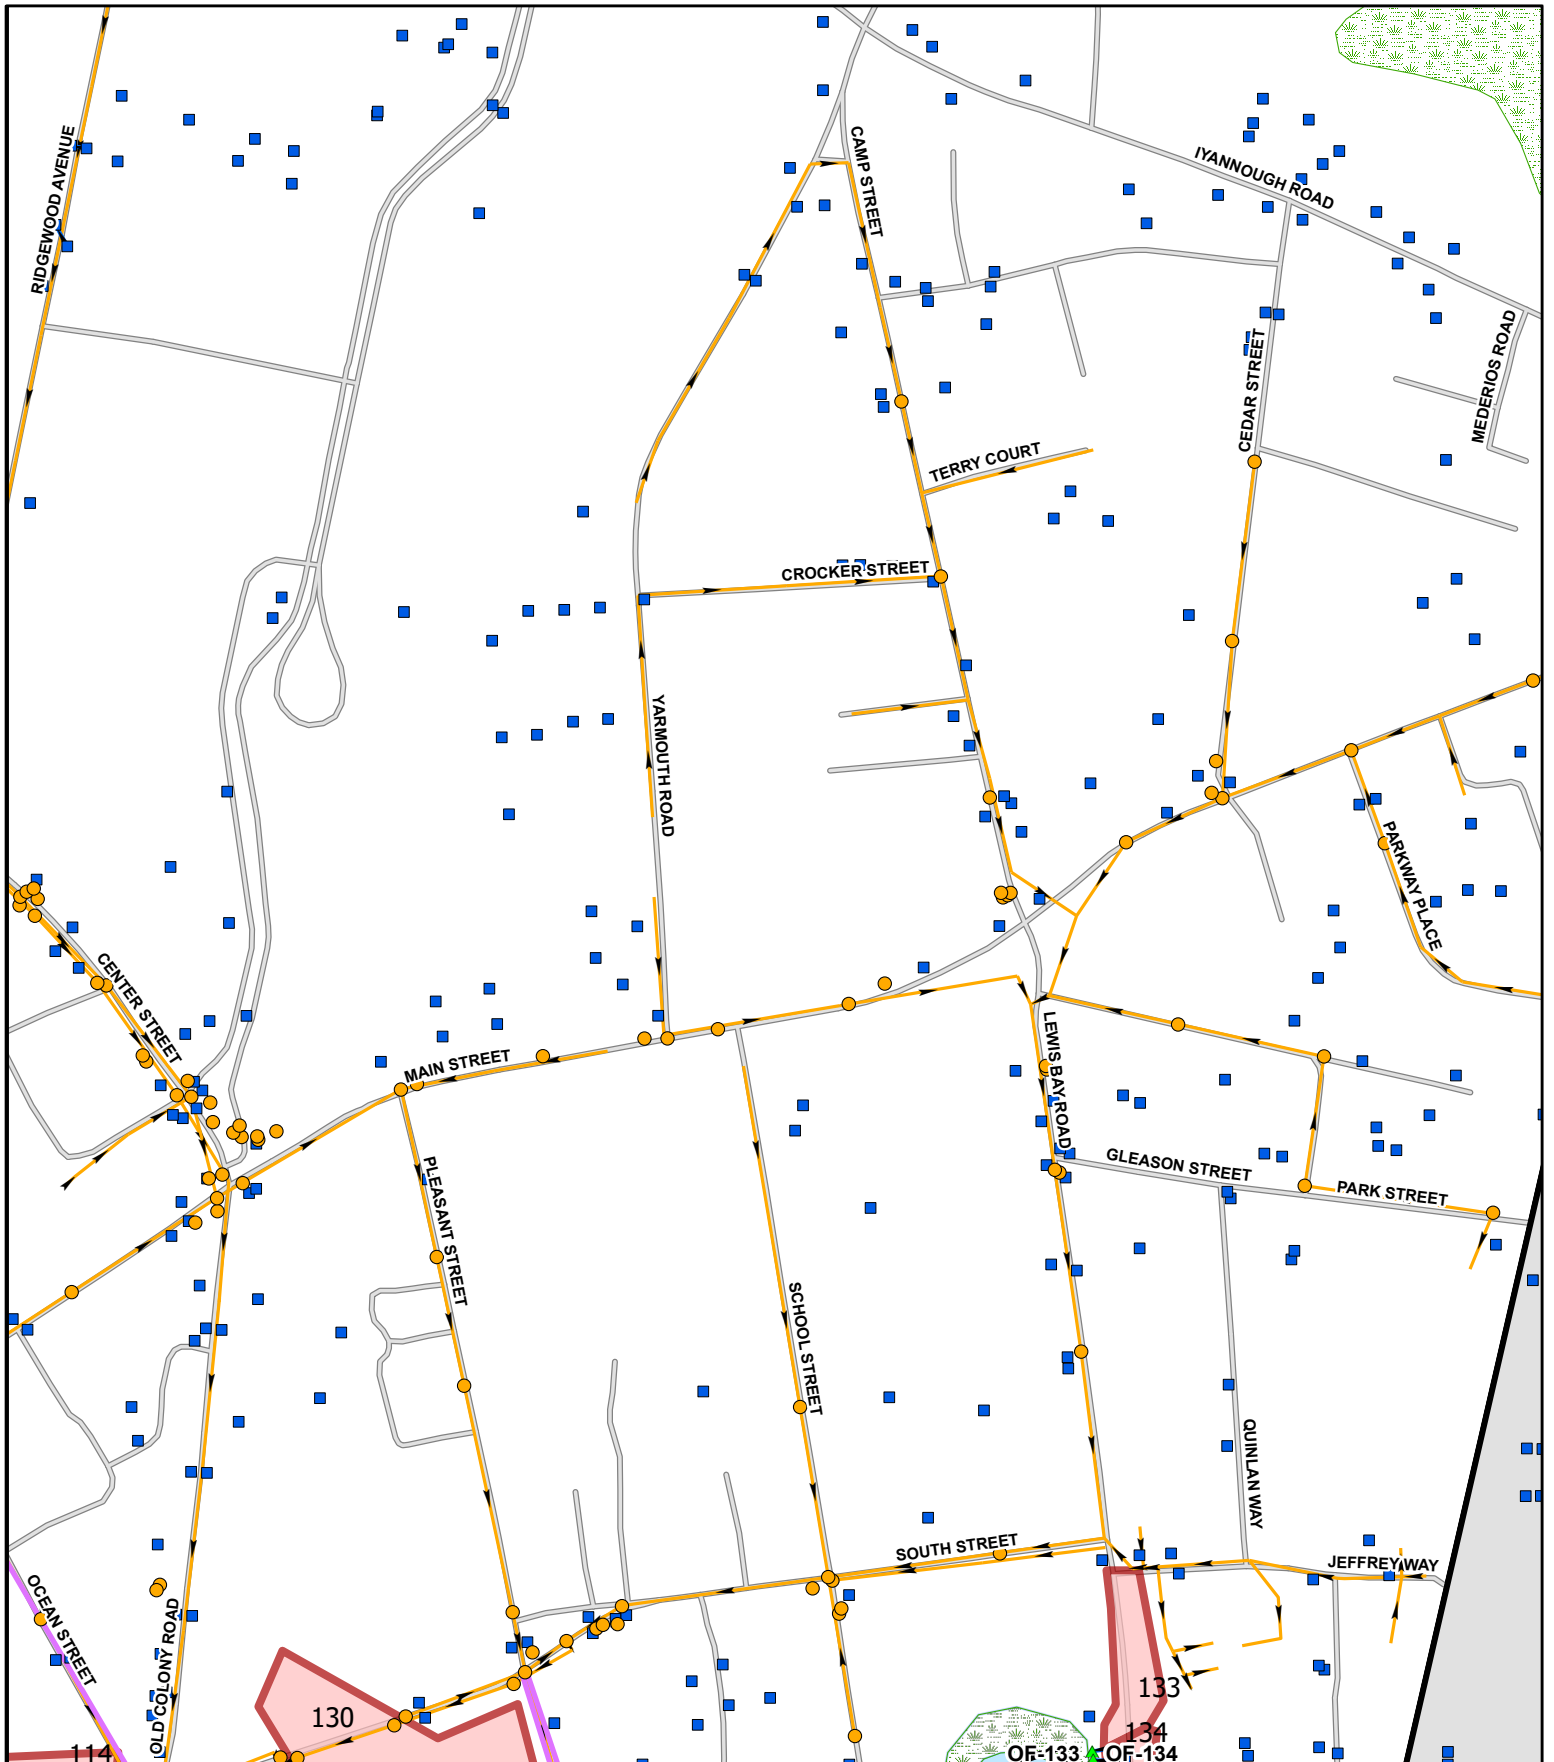 RIDGEWOOD AVENUE
CAMP STREET
IYANNOUGH ROAD
MEDERIOS ROAD
CEDAR STREET
TERRY COURT
CROCKER STREET
YARMOUTH ROAD
PARKWAY PLACE
CENTER STREET
MAIN STREET
LEWIS BAY ROAD
GLEASON STREET
PARK STREET
PLEASANT STREET
SCHOOL STREET
QUINLAN WAY
SOUTH STREET
JEFFREY WAY
OCEAN STREET
OLD COLONY ROAD
130
133
134
114
OF-133
OF-134